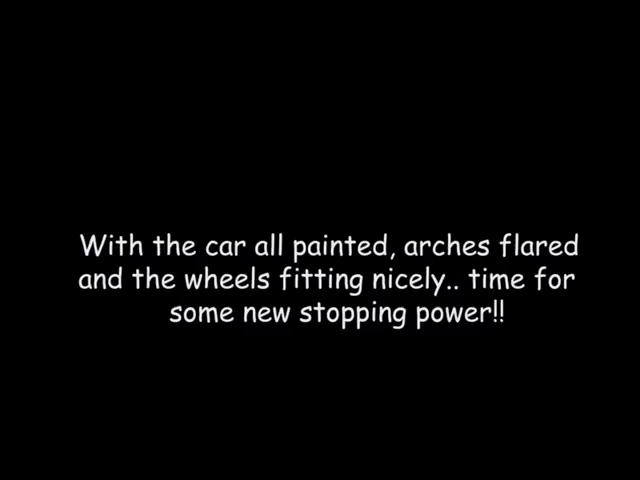 With the car all painted, arches flared
and the wheels fitting nicely.. time for
some new stopping power!!